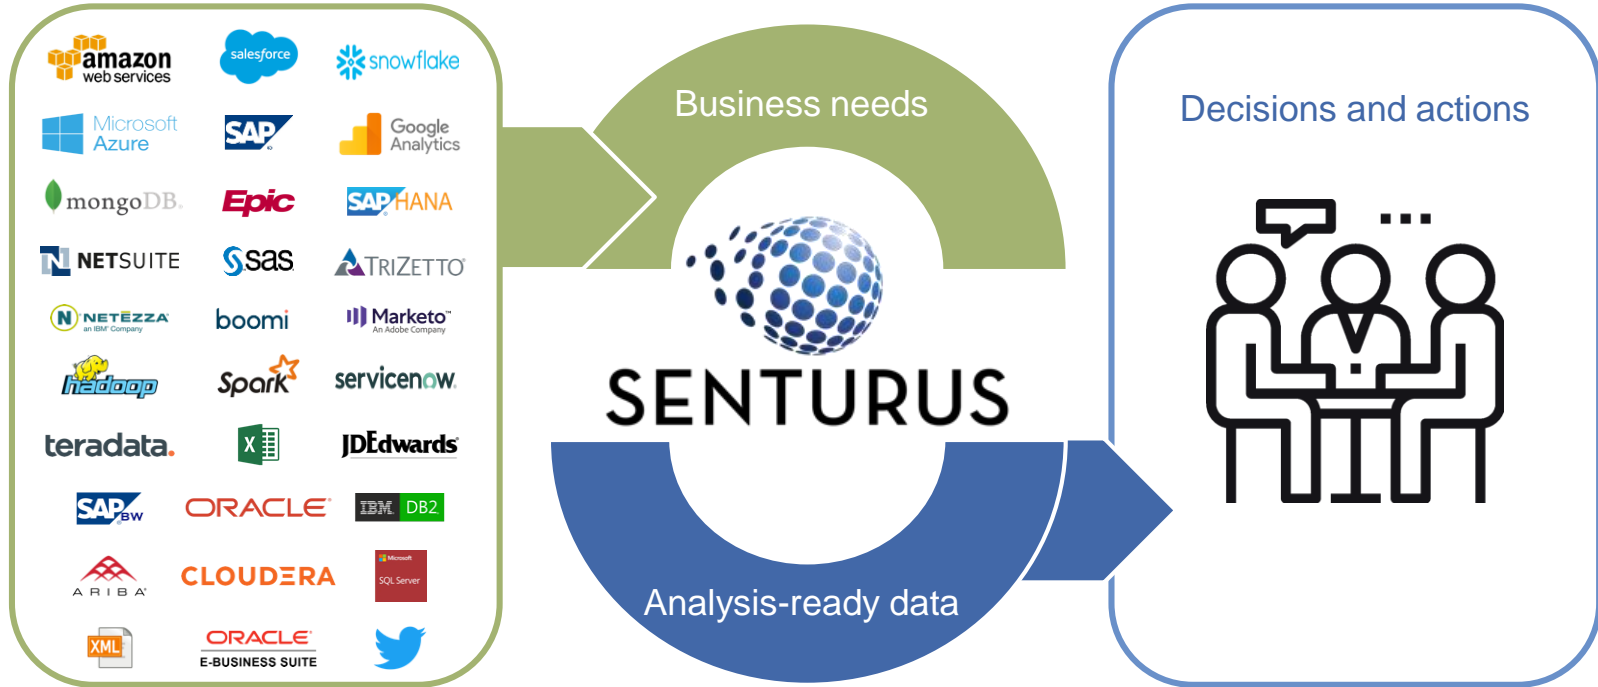 amazon
web services
salesforce
snowflake
Microsoft
Azure
SAP
Google
Analytics
mongoDB
Epic
SAP HANA
NETSUITE
sas
TRIZETTO
N NETEZZA
an IBM Company
boomi
Marketo™
An Adobe Company
hadoop
Spark
servicenow
teradata.
X
JDEdwards
SAP BW
ORACLE
IBM DB2
ARIBA
CLOUDERA
Microsoft
SQL Server
XML
ORACLE
E-BUSINESS SUITE
Business needs
SENTURUS
Analysis-ready data
Decisions and actions